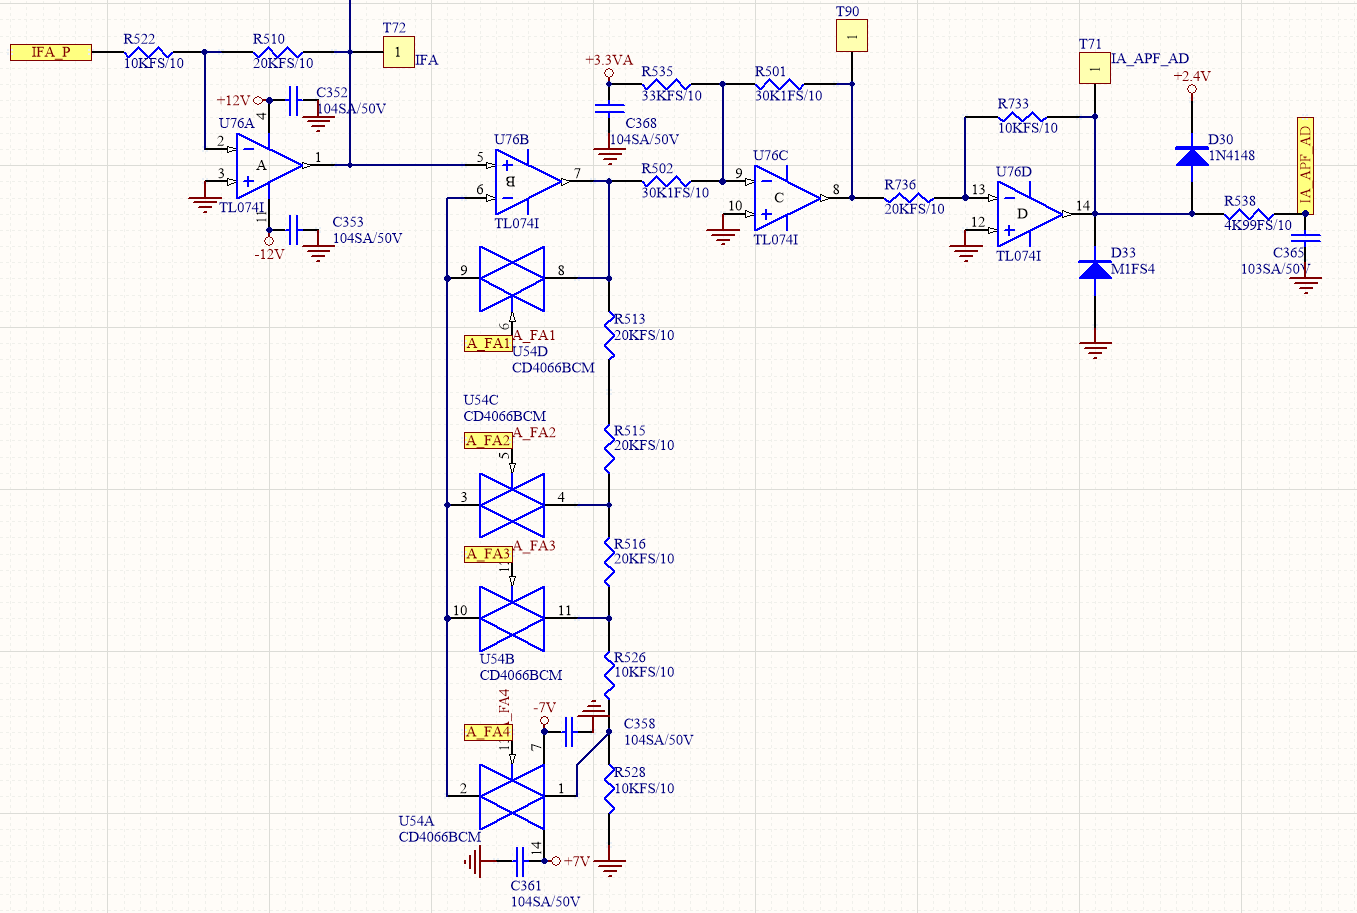 T90
1
T72
1
IFA
IFA_P
R522
10KFS/10
R510
20KFS/10
+12V
C352
104SA/50V
4
U76A
2
3
A
1
TL074I
11
C353
104SA/50V
-12V
+3.3VA
R535
33KFS/10
R501
30K1FS/10
C368
104SA/50V
U76B
5
6
B
7
TL074I
R502
30K1FS/10
U76C
9
10
C
8
TL074I
R736
20KFS/10
T71
1
IA_APF_AD
+2.4V
R733
10KFS/10
D30
1N4148
IA_APF_AD
U76D
13
12
D
14
TL074I
R538
4K99FS/10
D33
M1FS4
C365
103SA/50V
9
8
6
A_FA1
A_FA1
U54D
CD4066BCM
R513
20KFS/10
U54C
CD4066BCM
A_FA2
A_FA2
5
R515
20KFS/10
3
4
A_FA3
A_FA3
R516
20KFS/10
10
11
U54B
CD4066BCM
R526
10KFS/10
A_FA4
-7V
7
C358
104SA/50V
2
1
R528
10KFS/10
U54A
CD4066BCM
14
+7V
C361
104SA/50V